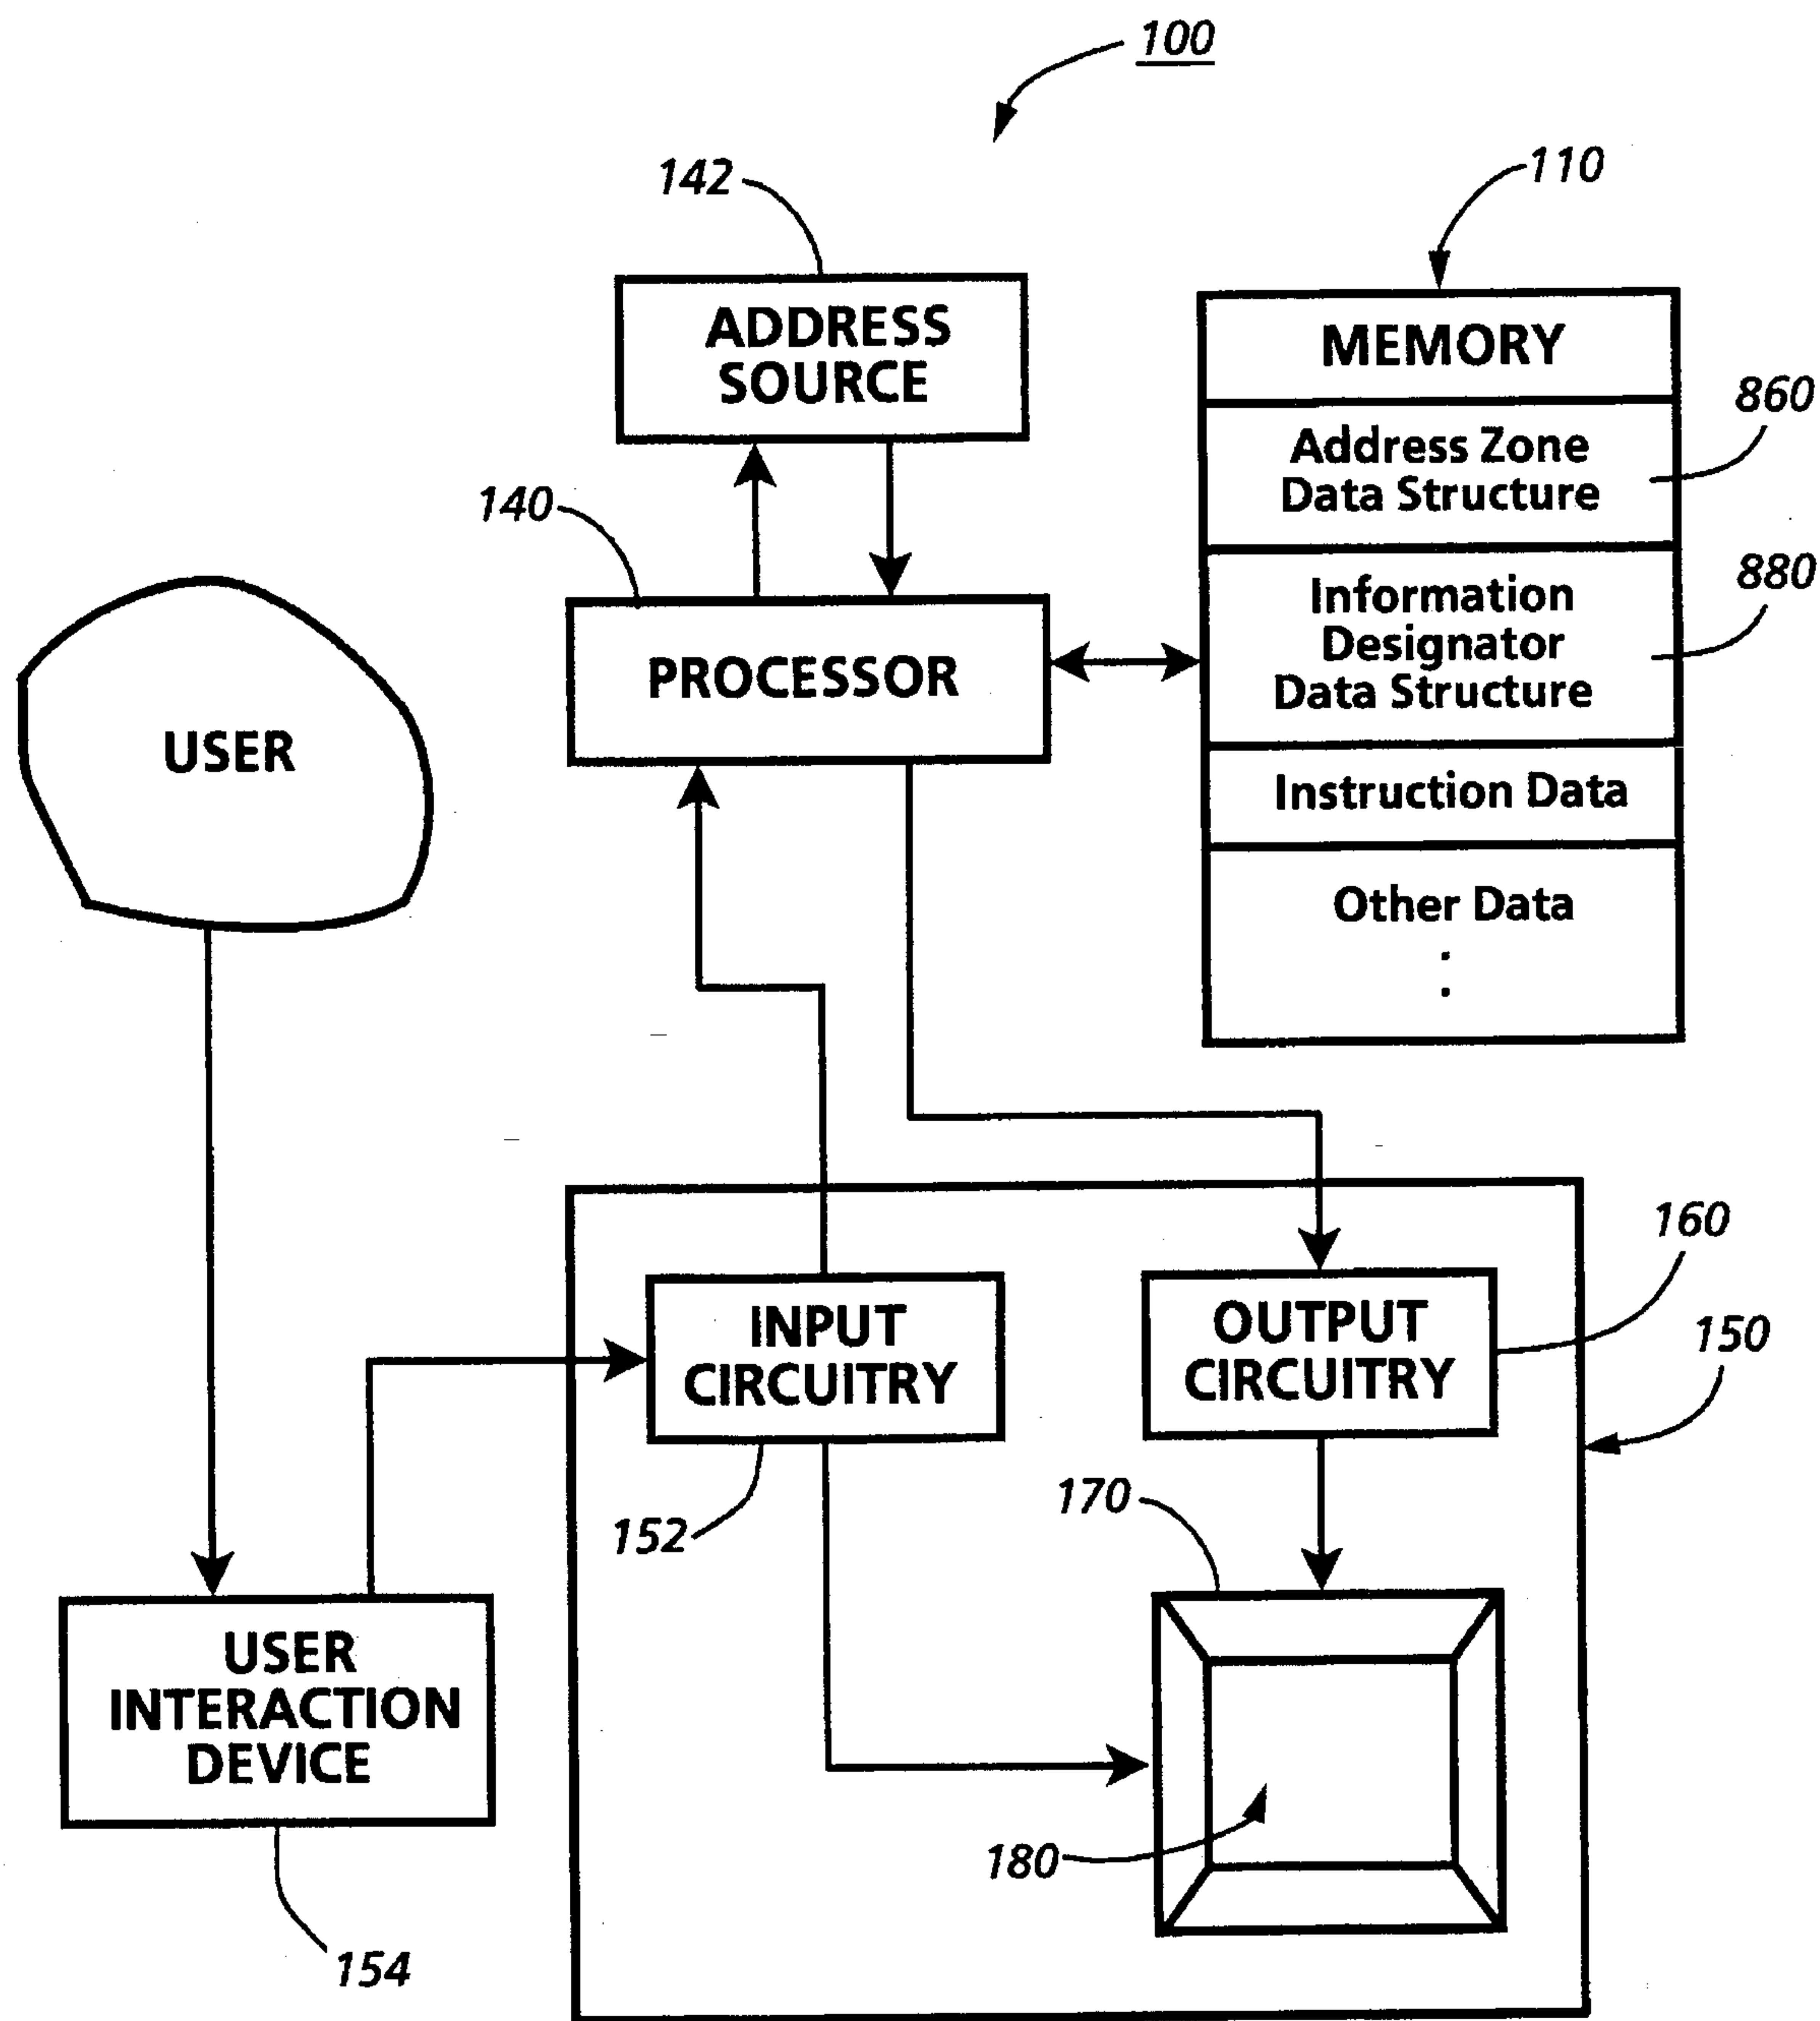 100
142
110
ADDRESS
SOURCE
MEMORY
860
Address Zone
Data Structure
140
880
Information
Designator
Data Structure
PROCESSOR
USER
Instruction Data
Other Data
160
INPUT
CIRCUITRY
OUTPUT
CIRCUITRY
150
170
152
USER
INTERACTION
DEVICE
180
154